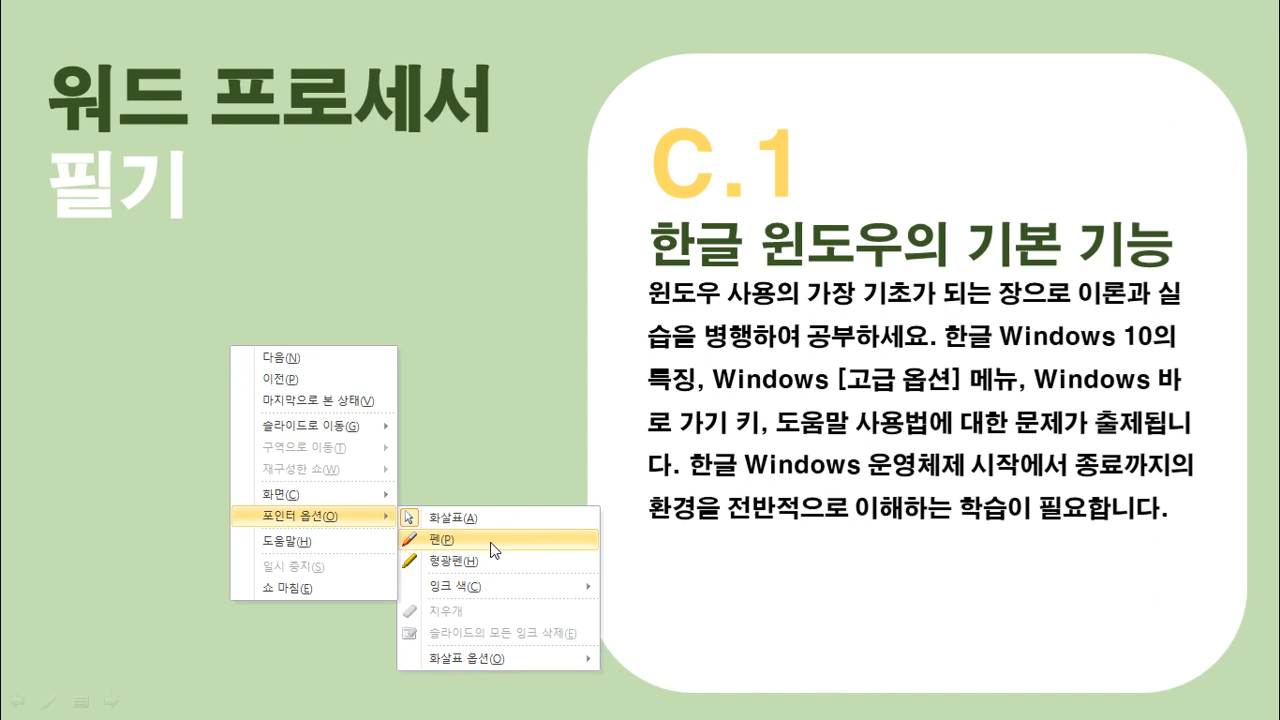 워드 프로세서
필기
C.1
한글 윈도우의 기본 기능
윈도우 사용의 가장 기초가 되는 장으로 이론과 실
습을 병행하여 공부하세요. 한글 Windows 10의
특징, Windows [고급 옵션] 메뉴, Windows 바
로 가기 키, 도움말 사용법에 대한 문제가 출제됩니
다. 한글 Windows 운영체제 시작에서 종료까지의
환경을 전반적으로 이해하는 학습이 필요합니다.
다음(N)
이전(P)
마지막으로 본 상태(V)
슬라이드로 이동(G)
구역으로 이동(T)
재구성한 쇼(W)
화면(C)
포인터 옵션(O)
도움말(H)
일시 중지(S)
쇼 마침(E)
화살표(A)
펜(P)
형광펜(H)
잉크 색(C)
지우개
슬라이드의 모든 잉크 삭제(E)
화살표 옵션(O)